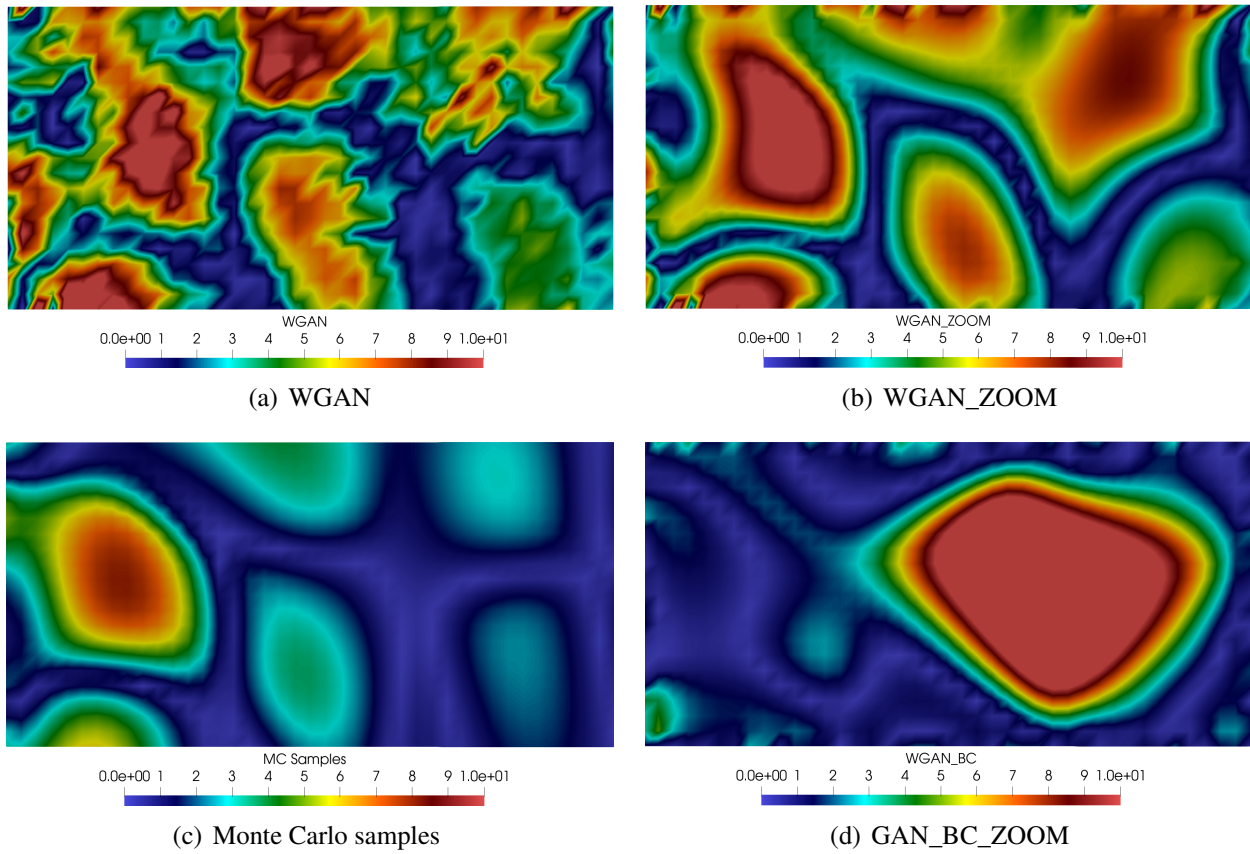 WGAN
0.0e+00 1 2 3 4 5 6 7 8 9 1.0e+01
(a) WGAN
WGAN_ZOOM
0.0e+00 1 2 3 4 5 6 7 8 9 1.0e+01
(b) WGAN_ZOOM
MC Samples
0.0e+00 1 2 3 4 5 6 7 8 9 1.0e+01
(c) Monte Carlo samples
WGAN_BC
0.0e+00 1 2 3 4 5 6 7 8 9 1.0e+01
(d) GAN_BC_ZOOM